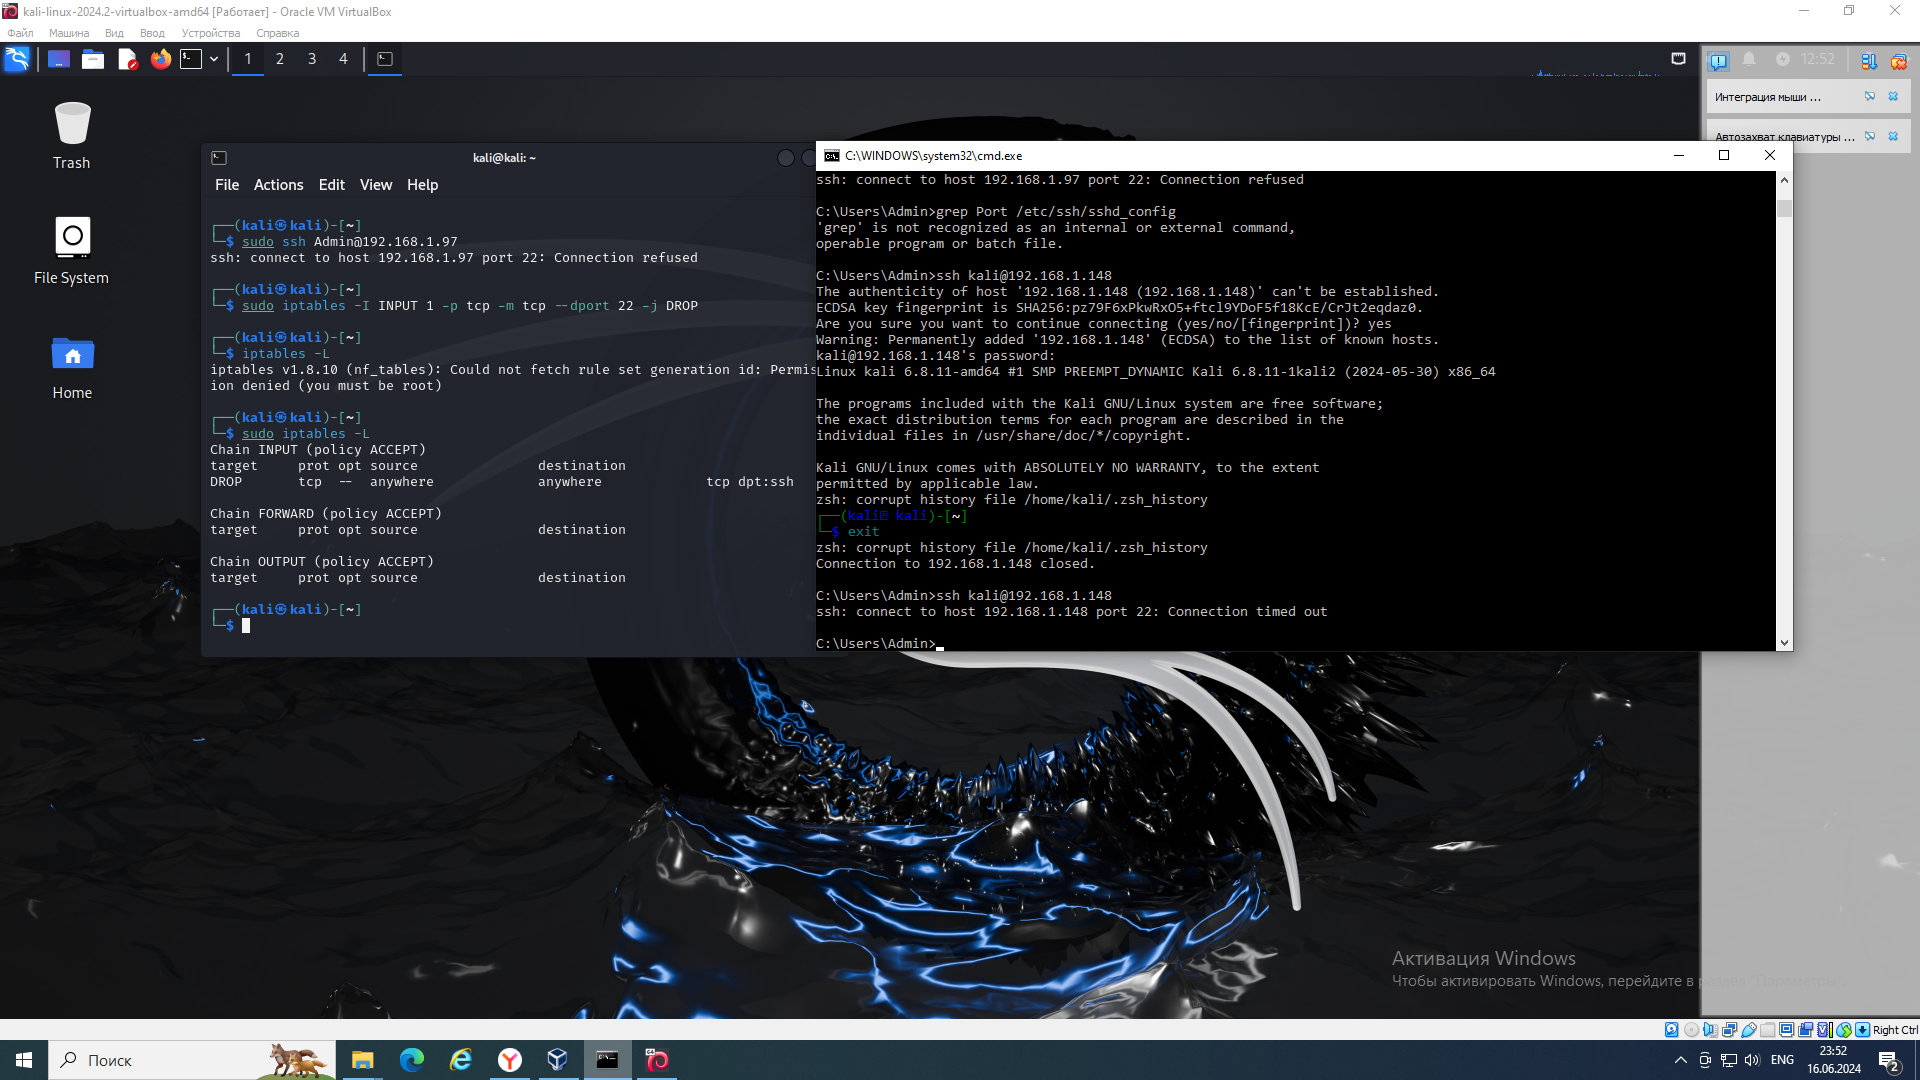 kali-linux-2024.2-virtualbox-amd64 [Работает] - Oracle VM VirtualBox
Файл Машина Вид Ввод Устройства Справка
1 2 3 4
12:52
Интеграция мыши ...
Автозахват клавиатуры ...
Trash
File System
Home
kali@kali: ~
File Actions Edit View Help
┌──(kali㉿kali)-[~]
└─$ sudo ssh Admin@192.168.1.97
ssh: connect to host 192.168.1.97 port 22: Connection refused
┌──(kali㉿kali)-[~]
└─$ sudo iptables -I INPUT 1 -p tcp -m tcp --dport 22 -j DROP
┌──(kali㉿kali)-[~]
└─$ iptables -L
iptables v1.8.10 (nf_tables): Could not fetch rule set generation id: Permis
ion denied (you must be root)
┌──(kali㉿kali)-[~]
└─$ sudo iptables -L
Chain INPUT (policy ACCEPT)
target prot opt source destination
DROP tcp -- anywhere anywhere tcp dpt:ssh
Chain FORWARD (policy ACCEPT)
target prot opt source destination
Chain OUTPUT (policy ACCEPT)
target prot opt source destination
┌──(kali㉿kali)-[~]
└─$
C:\WINDOWS\system32\cmd.exe
ssh: connect to host 192.168.1.97 port 22: Connection refused
C:\Users\Admin>grep Port /etc/ssh/sshd_config
'grep' is not recognized as an internal or external command,
operable program or batch file.
C:\Users\Admin>ssh kali@192.168.1.148
The authenticity of host '192.168.1.148 (192.168.1.148)' can't be established.
ECDSA key fingerprint is SHA256:pz79F6xPkwRxO5+ftcl9YDoF5f18KcE/CrJt2eqdaz0.
Are you sure you want to continue connecting (yes/no/[fingerprint])? yes
Warning: Permanently added '192.168.1.148' (ECDSA) to the list of known hosts.
kali@192.168.1.148's password:
Linux kali 6.8.11-amd64 #1 SMP PREEMPT_DYNAMIC Kali 6.8.11-1kali2 (2024-05-30) x86_64
The programs included with the Kali GNU/Linux system are free software;
the exact distribution terms for each program are described in the
individual files in /usr/share/doc/*/copyright.
Kali GNU/Linux comes with ABSOLUTELY NO WARRANTY, to the extent
permitted by applicable law.
zsh: corrupt history file /home/kali/.zsh_history
┌──(kali kali)-[~]
└─$ exit
zsh: corrupt history file /home/kali/.zsh_history
Connection to 192.168.1.148 closed.
C:\Users\Admin>ssh kali@192.168.1.148
ssh: connect to host 192.168.1.148 port 22: Connection timed out
C:\Users\Admin>
Активация Windows
Чтобы активировать Windows, перейдите в раздел "Параметры".
Right Ctrl
Поиск
ENG
23:52
16.06.2024
2